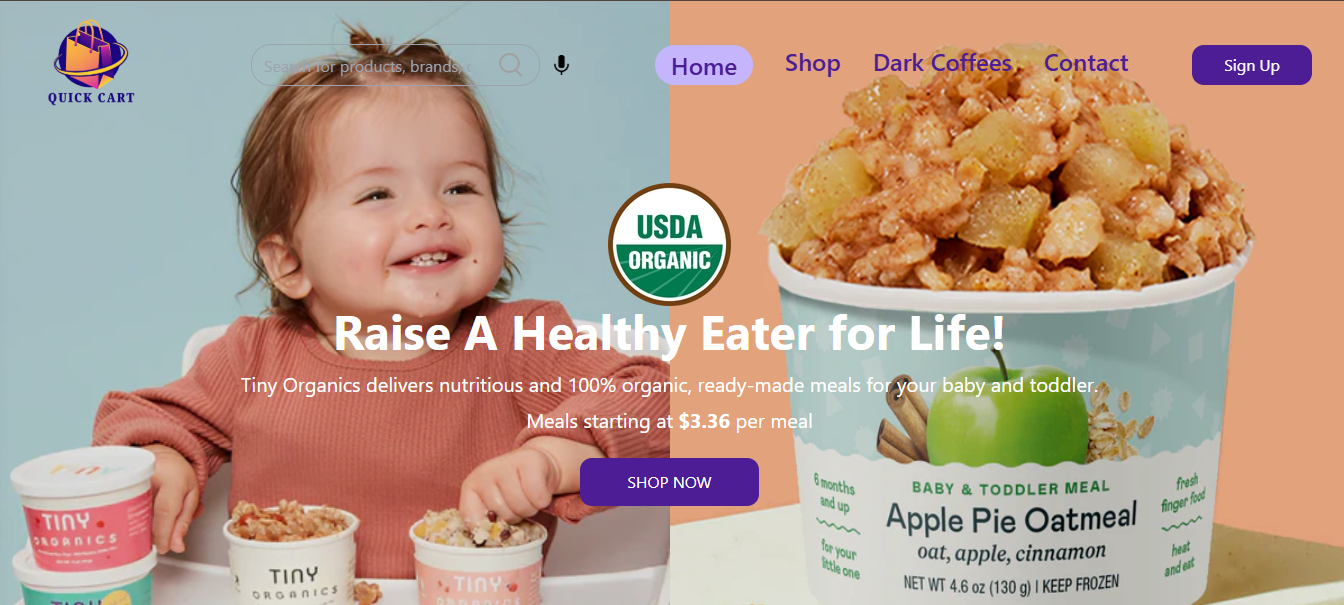 QUICK CART
Search for products, brands, c
Home
Shop
Dark Coffees
Contact
Sign Up
USDA
ORGANIC
Raise A Healthy Eater for Life!
Tiny Organics delivers nutritious and 100% organic, ready-made meals for your baby and toddler.
Meals starting at $3.36 per meal
SHOP NOW
TINY
ORGANICS
TINY
ORGANICS
TINY
ORGANICS
6 months
and up
for your
little one
BABY & TODDLER MEAL
Apple Pie Oatmeal
oat, apple, cinnamon
NET WT 4.6 oz (130 g) | KEEP FROZEN
fresh
finger food
heat
and eat